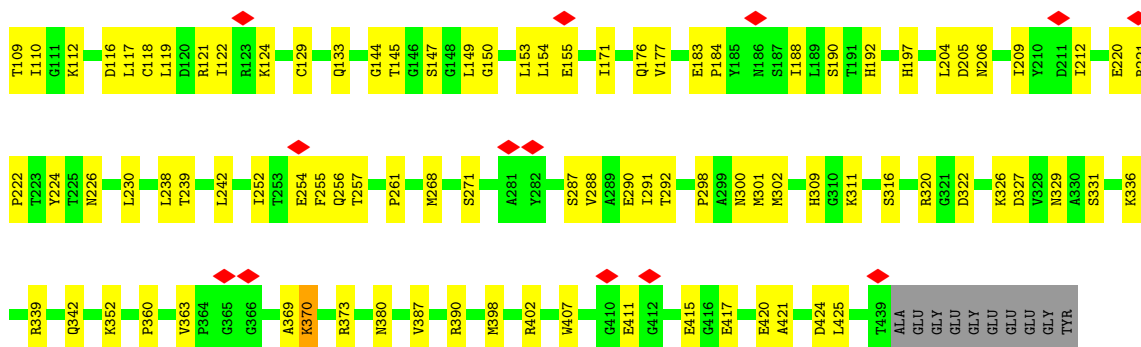 T109 I110 G111 K112 D116 L117 C118 L119 D120 R121 I122 R123 K124 C129 Q133 G144 T145 G146 S147 G148 L149 G150 L153 L154 E155 I171 Q176 V177 E183 P184 Y185 N186 S187 I188 L189 S190 T191 H192 H197 L204 D205 N206 I209 Y210 D211 I212 E220 R221
P222 T223 Y224 T225 N226 L230 L238 T239 L242 I252 T253 E254 F255 Q256 T257 P261 M268 S271 A281 Y282 S287 V288 A289 E290 I291 T292 P298 A299 N300 M301 M302 H309 G310 K311 S316 R320 G321 D322 K326 D327 V328 N329 A330 S331 K336
R339 Q342 K352 P360 V363 P364 G365 G366 A369 K370 R373 N380 V387 R390 M398 R402 W407 G410 E411 G412 E415 G416 E417 E420 A421 D424 L425 T439 ALA GLU GLY GLU GLY GLU GLU GLU GLY TYR